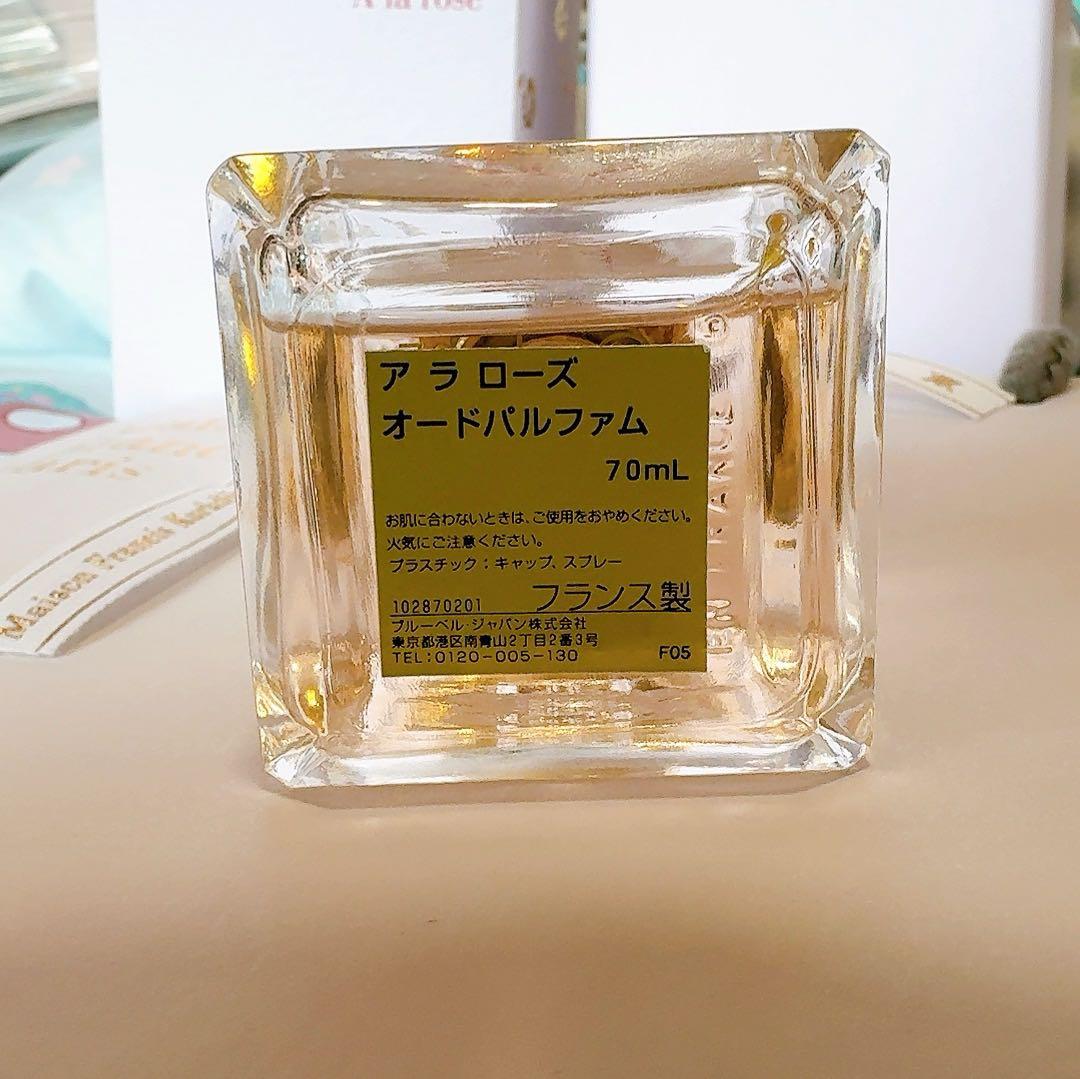 À la rose
ア ラ ローズ
オードパルファム
70mL
お肌に合わないときは、ご使用をおやめください。
火気にご注意ください。
プラスチック：キャップ、スプレー
102870201 フランス製
ブルーベル・ジャパン株式会社
東京都港区南青山2丁目2番3号
TEL:0120-005-130 F05
Maison Francis